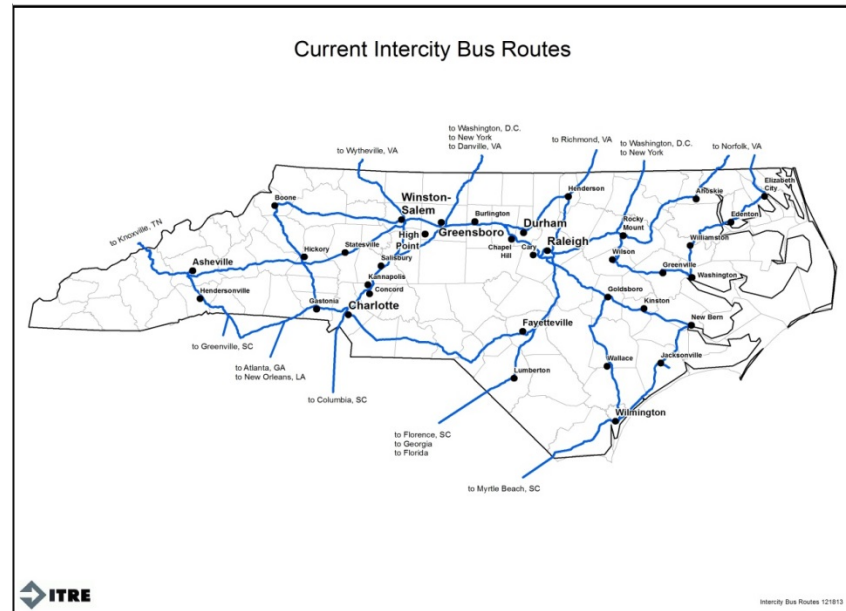 Current Intercity Bus Routes
to Washington, D.C.
to New York
to Danville, VA
to Wytheville, VA
to Richmond, VA
to Washington, D.C.
to New York
to Norfolk, VA
Boone
Winston-
Salem
High
Point
Greensboro
Burlington
Durham
Chapel
Hill
Cary
Raleigh
Henderson
Rocky
Mount
Ahoskie
Elizabeth
City
Edenton
Williamston
Wilson
Greenville
Washington
to Knoxville, TN
Asheville
Hickory
Statesville
Salisbury
Kannapolis
Concord
Hendersonville
Gastonia
Charlotte
Goldsboro
Kinston
New Bern
Fayetteville
Lumberton
Wallace
Jacksonville
Wilmington
to Greenville, SC
to Atlanta, GA
to New Orleans, LA
to Columbia, SC
to Florence, SC
to Georgia
to Florida
to Myrtle Beach, SC
ITRE
Intercity Bus Routes 121813